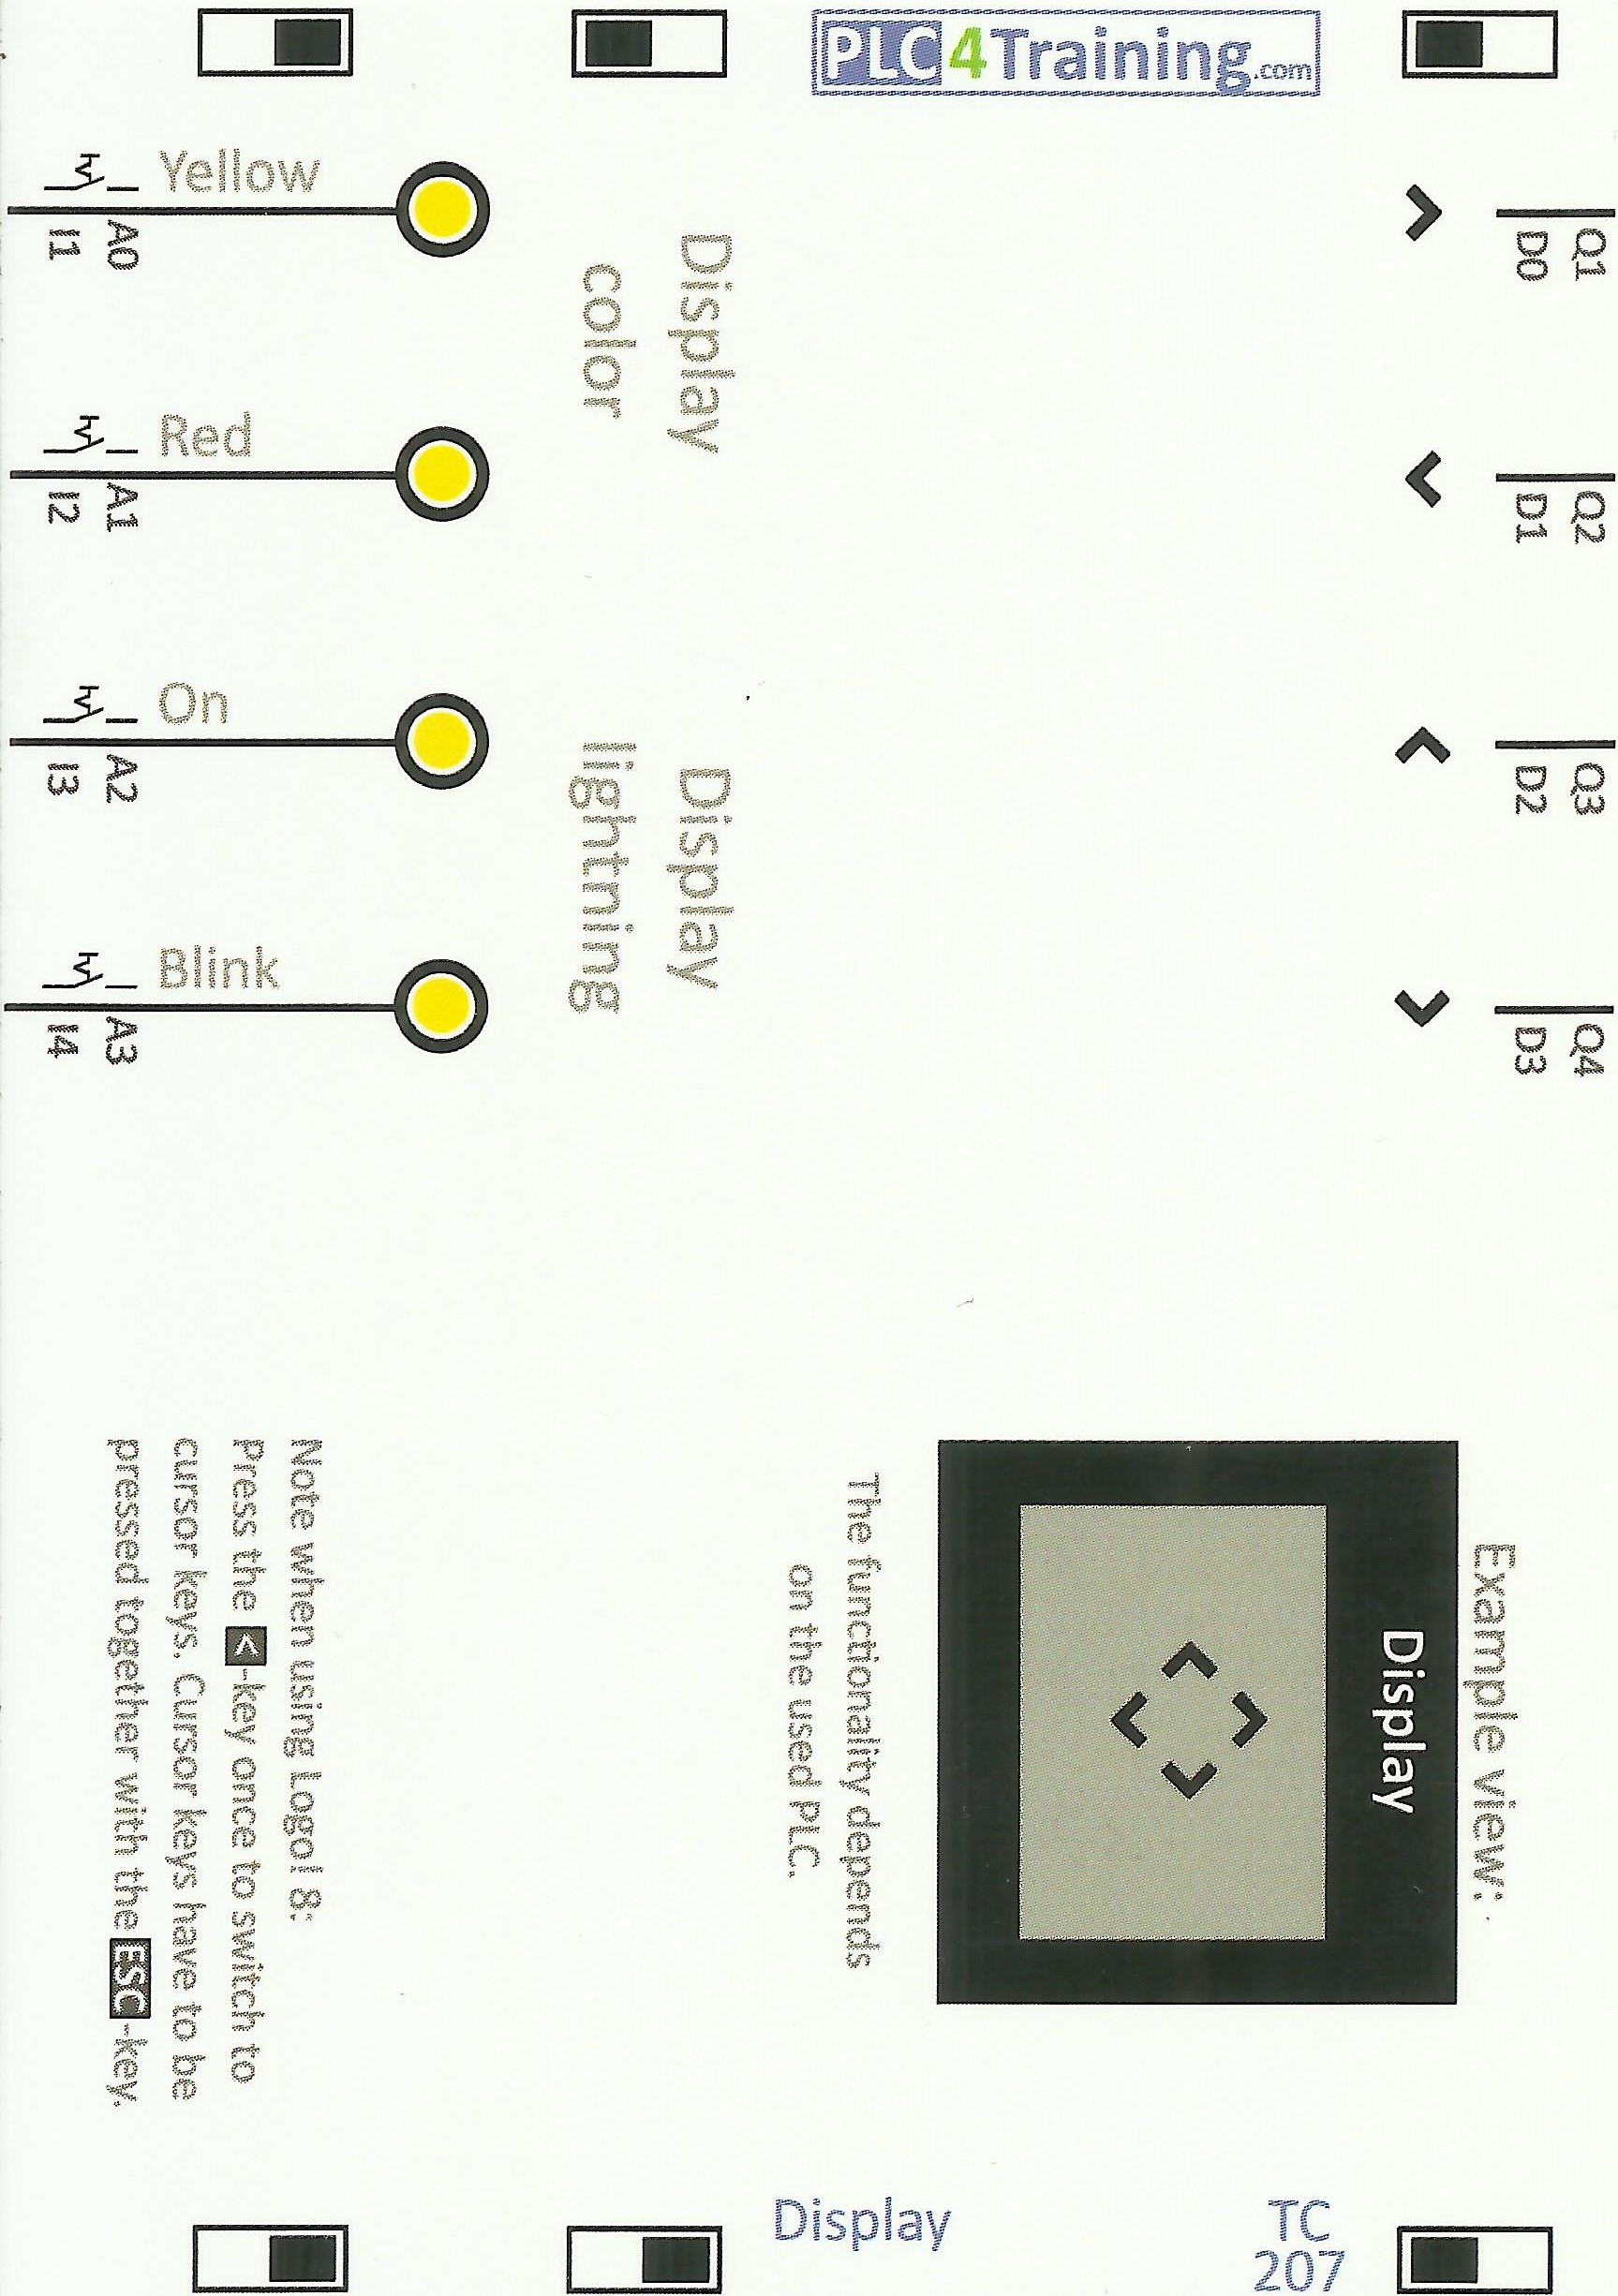 Q1 Q2 Q3 Q4
D0 D1 D2 D3
Example view:
Display
PLC4Training.com
TC
207
The functionality depends
on the used PLC.
Display
Display
color
Display
lightning
Yellow
Red
On
Blink
A0 A1 A2 A3
I1 I2 I3 I4
Note when using Logo! 8:
Press the <-key once to switch to
cursor keys. Cursor keys have to be
pressed together with the ESC-key.